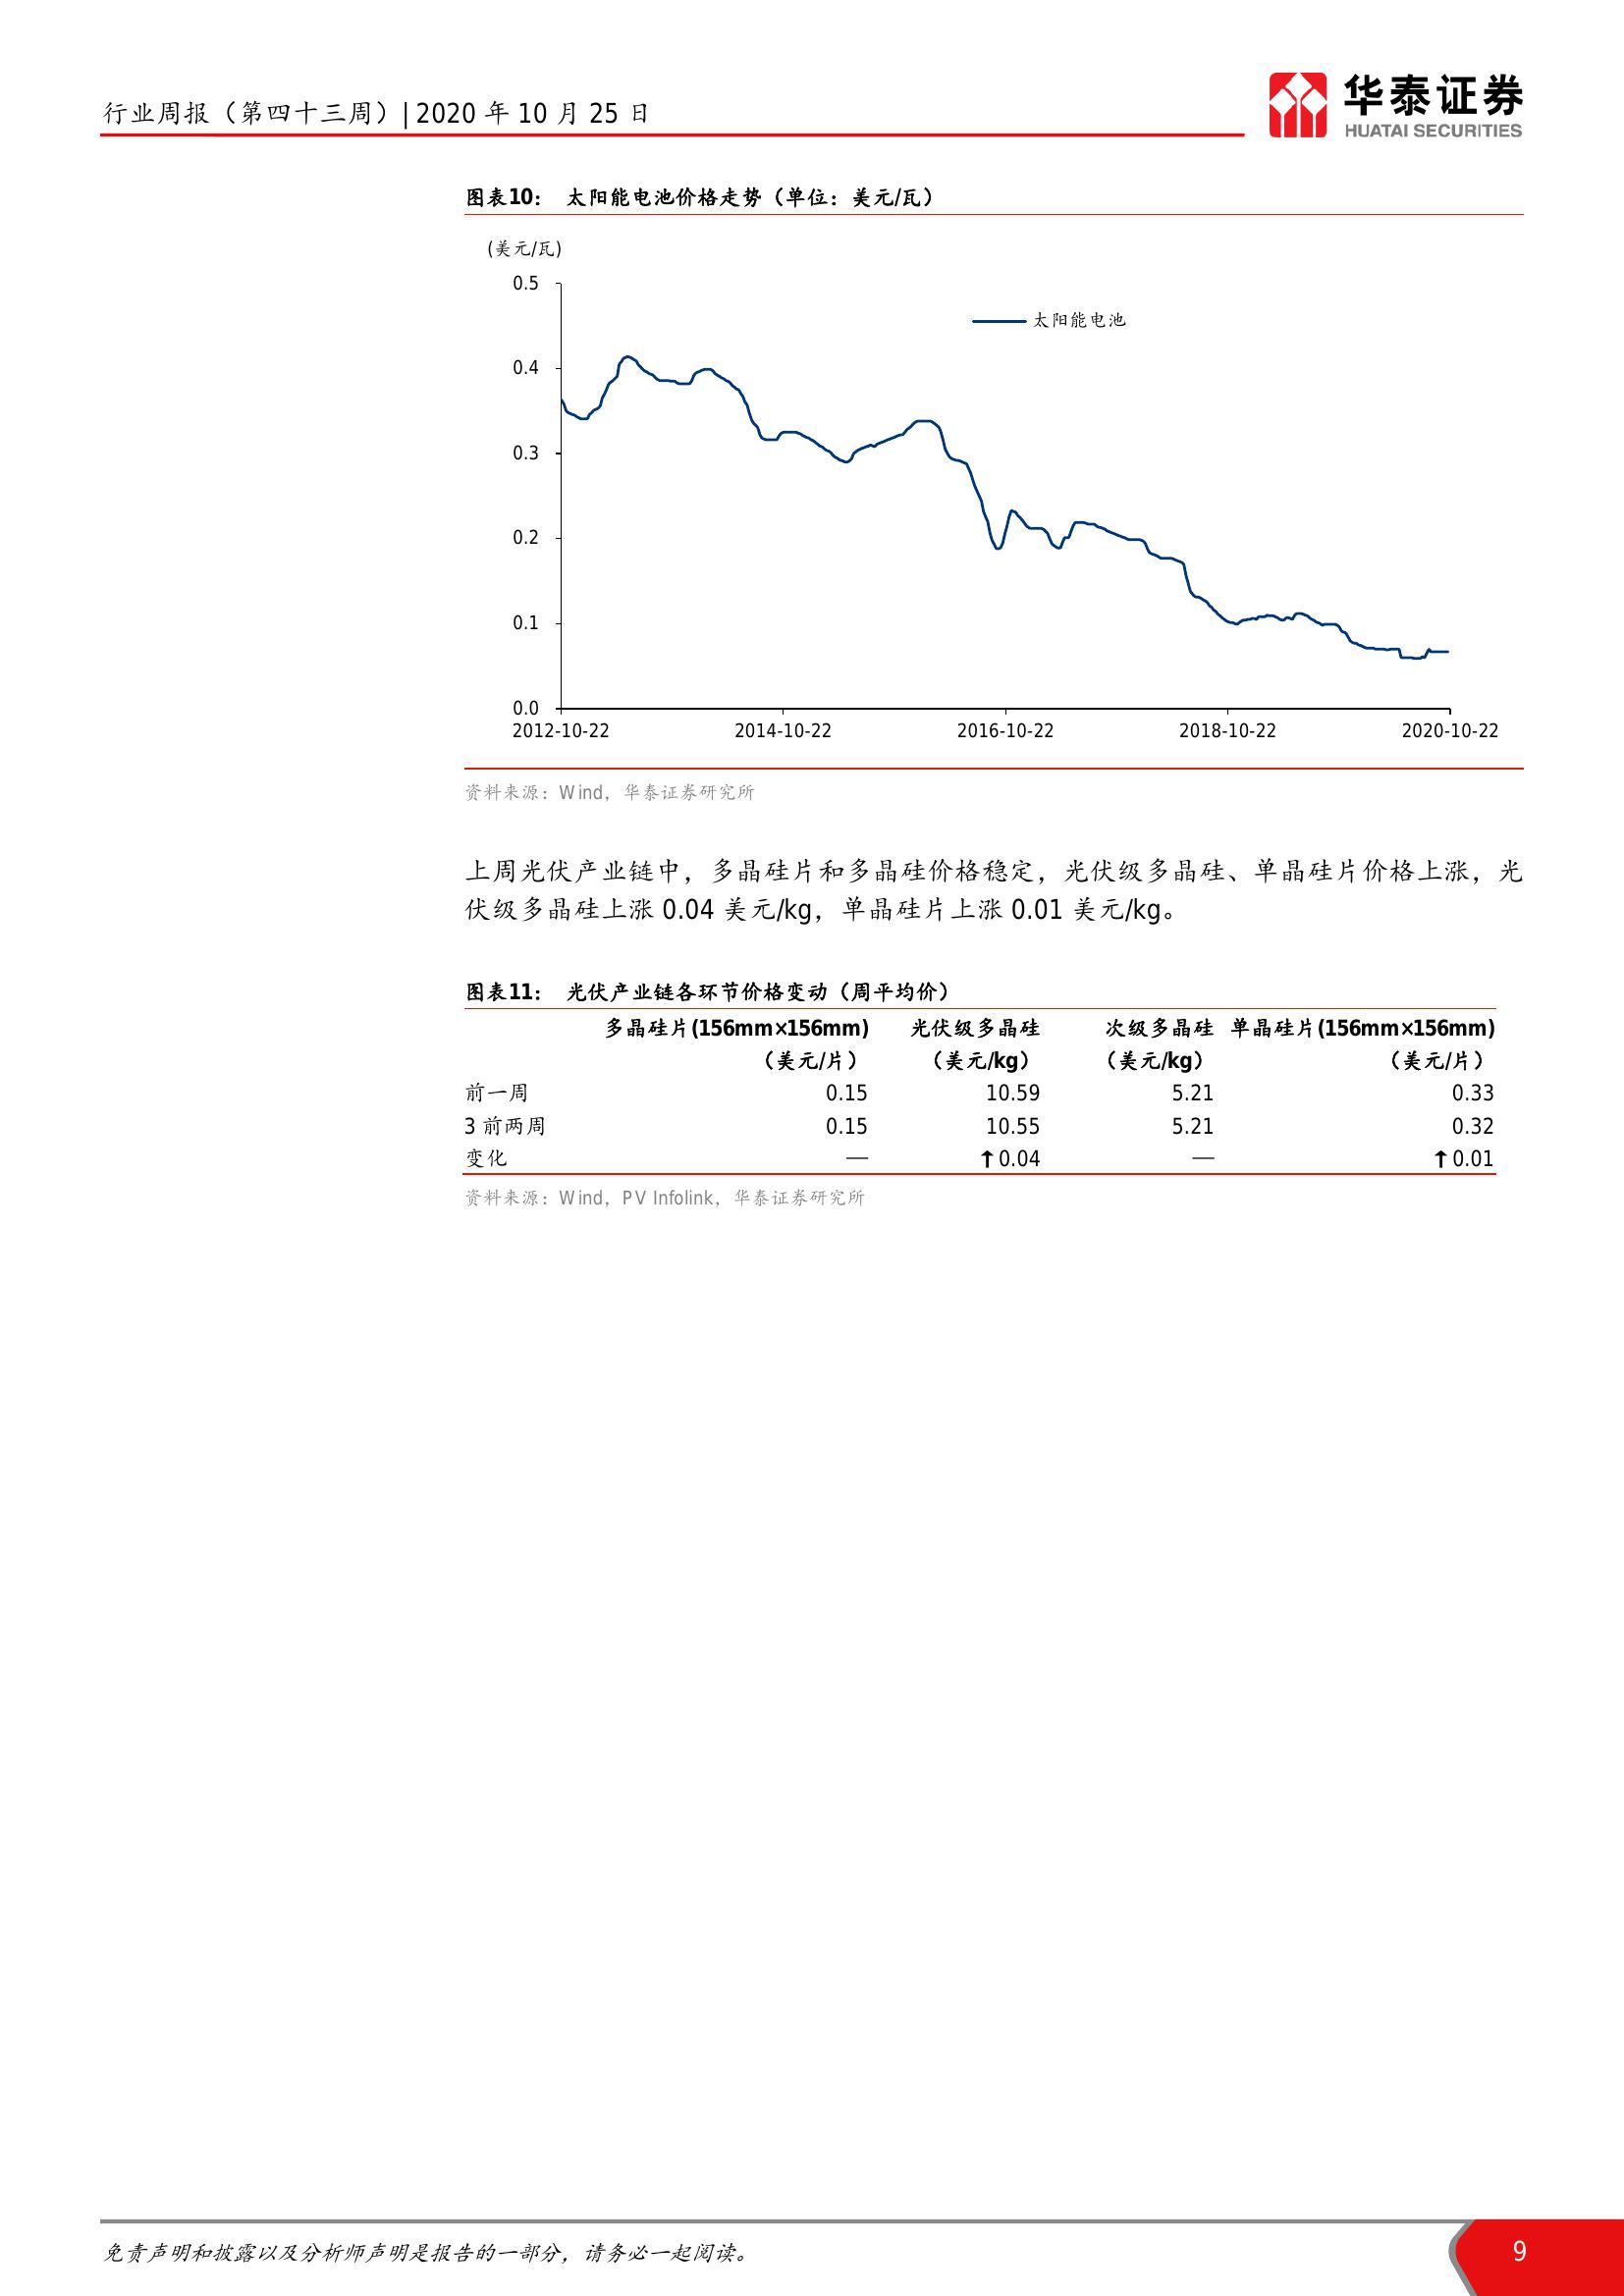 行业周报（第四十三周）| 2020 年 10 月 25 日
华泰证券
HUATAI SECURITIES
图表10： 太阳能电池价格走势（单位：美元/瓦）
(美元/瓦)
0.5
太阳能电池
0.4
0.3
0.2
0.1
0.0
2012-10-22 2014-10-22 2016-10-22 2018-10-22 2020-10-22
资料来源：Wind，华泰证券研究所
上周光伏产业链中，多晶硅片和多晶硅价格稳定，光伏级多晶硅、单晶硅片价格上涨，光
伏级多晶硅上涨 0.04 美元/kg，单晶硅片上涨 0.01 美元/kg。
图表11： 光伏产业链各环节价格变动（周平均价）
多晶硅片(156mm×156mm) 光伏级多晶硅 次级多晶硅 单晶硅片(156mm×156mm)
（美元/片） （美元/kg） （美元/kg） （美元/片）
前一周 0.15 10.59 5.21 0.33
3 前两周 0.15 10.55 5.21 0.32
变化 — ↑0.04 — ↑0.01
资料来源：Wind，PV Infolink，华泰证券研究所
免责声明和披露以及分析师声明是报告的一部分，请务必一起阅读。
9